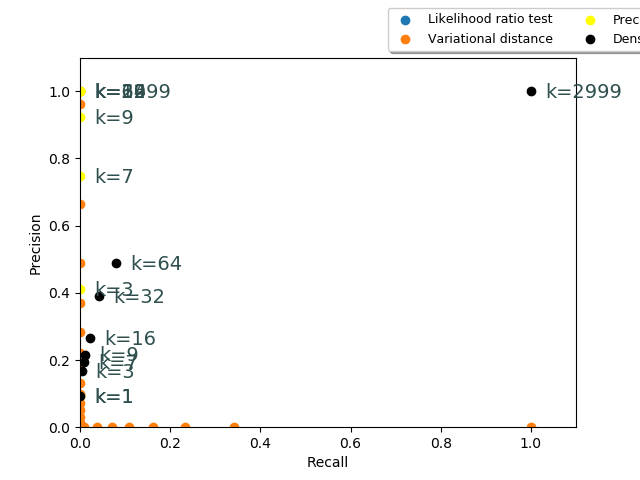 Likelihood ratio test
Variational distance
Prec
Dens
1.0
0.8
0.6
0.4
0.2
0.0
Precision
k=2999
k=9
k=7
k=64
k=3
k=32
k=16
k=9
k=7
k=3
k=1
0.0
0.2
0.4
0.6
0.8
1.0
Recall